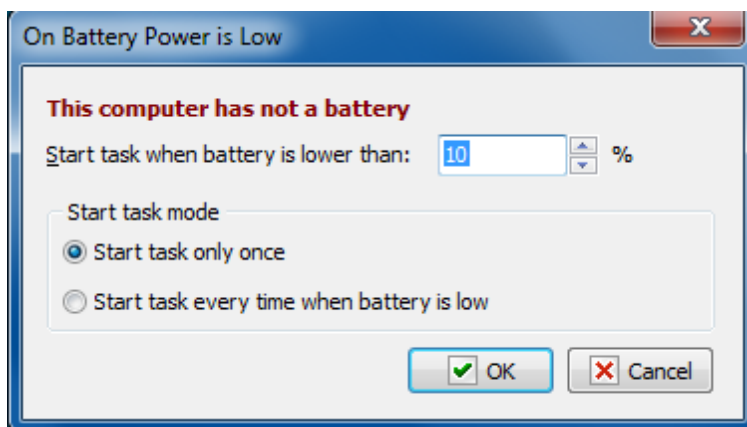 On Battery Power is Low
This computer has not a battery
Start task when battery is lower than: 10 %
Start task mode
Start task only once
Start task every time when battery is low
OK Cancel